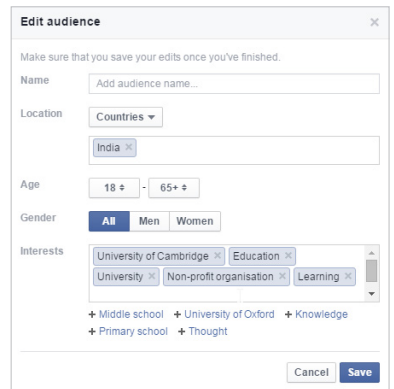 Edit audience ×
Make sure that you save your edits once you've finished.
Name Add audience name...
Location Countries
India ×
Age 18 - 65+
Gender All Men Women
Interests University of Cambridge × Education ×
University × Non-profit organisation × Learning ×
+ Middle school + University of Oxford + Knowledge
+ Primary school + Thought
Cancel Save